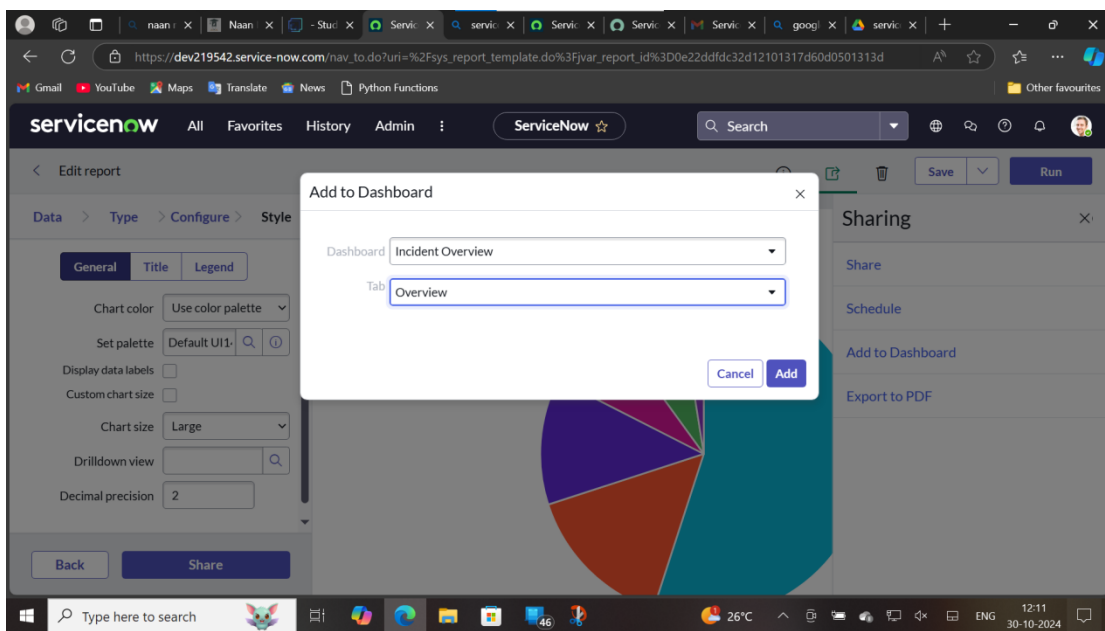 naan r
Naan
- Stud
Servic
servic
Servic
Servic
Servic
googl
servic
https://dev219542.service-now.com/nav_to.do?uri=%2Fsys_report_template.do%3Fjvar_report_id%3D0e22ddfdc32d12101317d60d0501313d
Gmail YouTube Maps Translate News Python Functions Other favourites
servicenow All Favorites History Admin ServiceNow Search
Edit report Save Run
Add to Dashboard
Data > Type > Configure > Style
Sharing
Dashboard Incident Overview
Tab Overview
Cancel Add
General Title Legend
Chart color Use color palette
Set palette Default UI1
Display data labels
Custom chart size
Chart size Large
Drilldown view
Decimal precision 2
Back Share
Share
Schedule
Add to Dashboard
Export to PDF
Type here to search 46 26°C ENG 12:11
30-10-2024